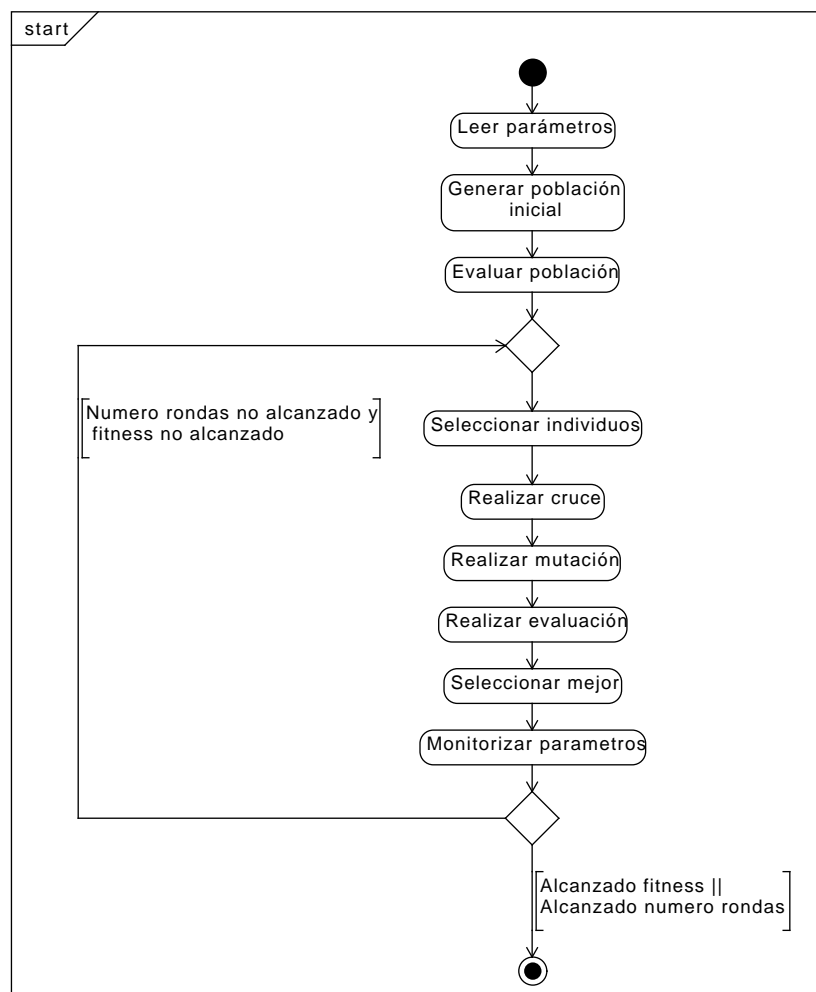 start
Leer parámetros
Generar población
inicial
Evaluar población
Numero rondas no alcanzado y
fitness no alcanzado
Seleccionar individuos
Realizar cruce
Realizar mutación
Realizar evaluación
Seleccionar mejor
Monitorizar parametros
Alcanzado fitness ||
Alcanzado numero rondas